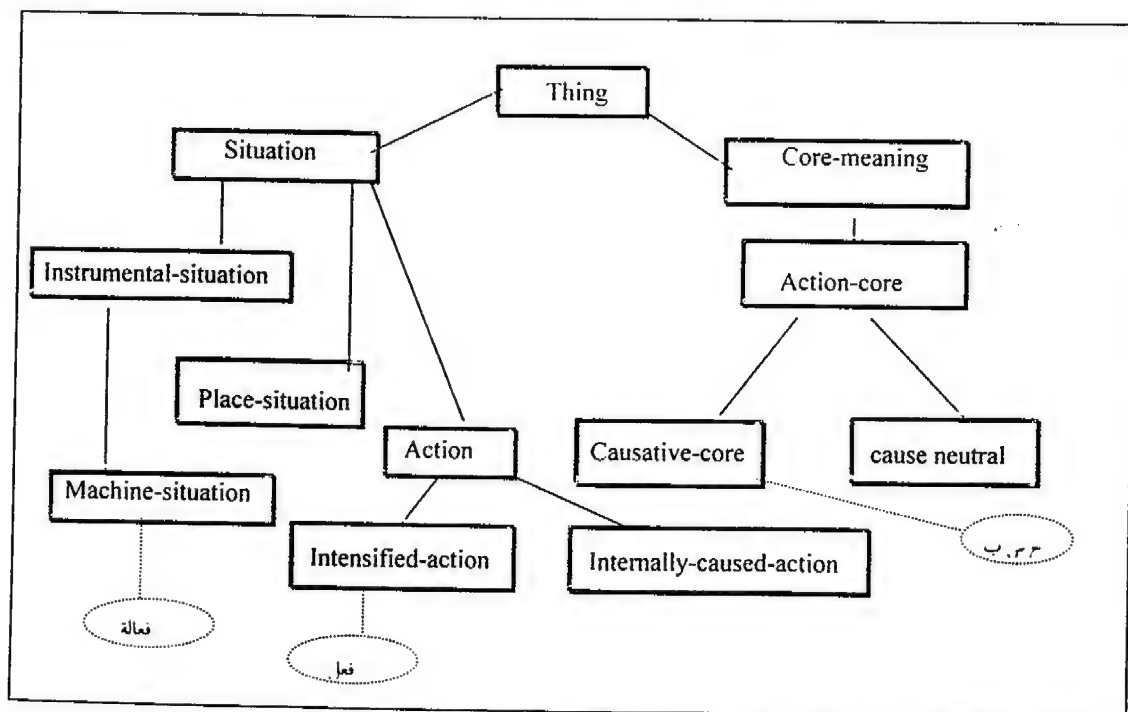 Thing
Situation
Core-meaning
Instrumental-situation
Action-core
Place-situation
Action
Causative-core
cause neutral
Machine-situation
Intensified-action
Internally-caused-action
فعالة
فعل